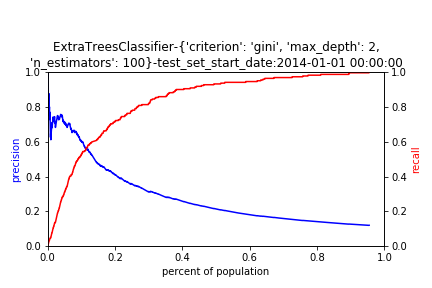 ExtraTreesClassifier-{'criterion': 'gini', 'max_depth': 2,
'n_estimators': 100}-test_set_start_date:2014-01-01 00:00:00
1.0
0.8
0.6
0.4
0.2
0.0
precision
1.0
0.8
0.6
0.4
0.2
0.0
recall
0.0 0.2 0.4 0.6 0.8 1.0
percent of population